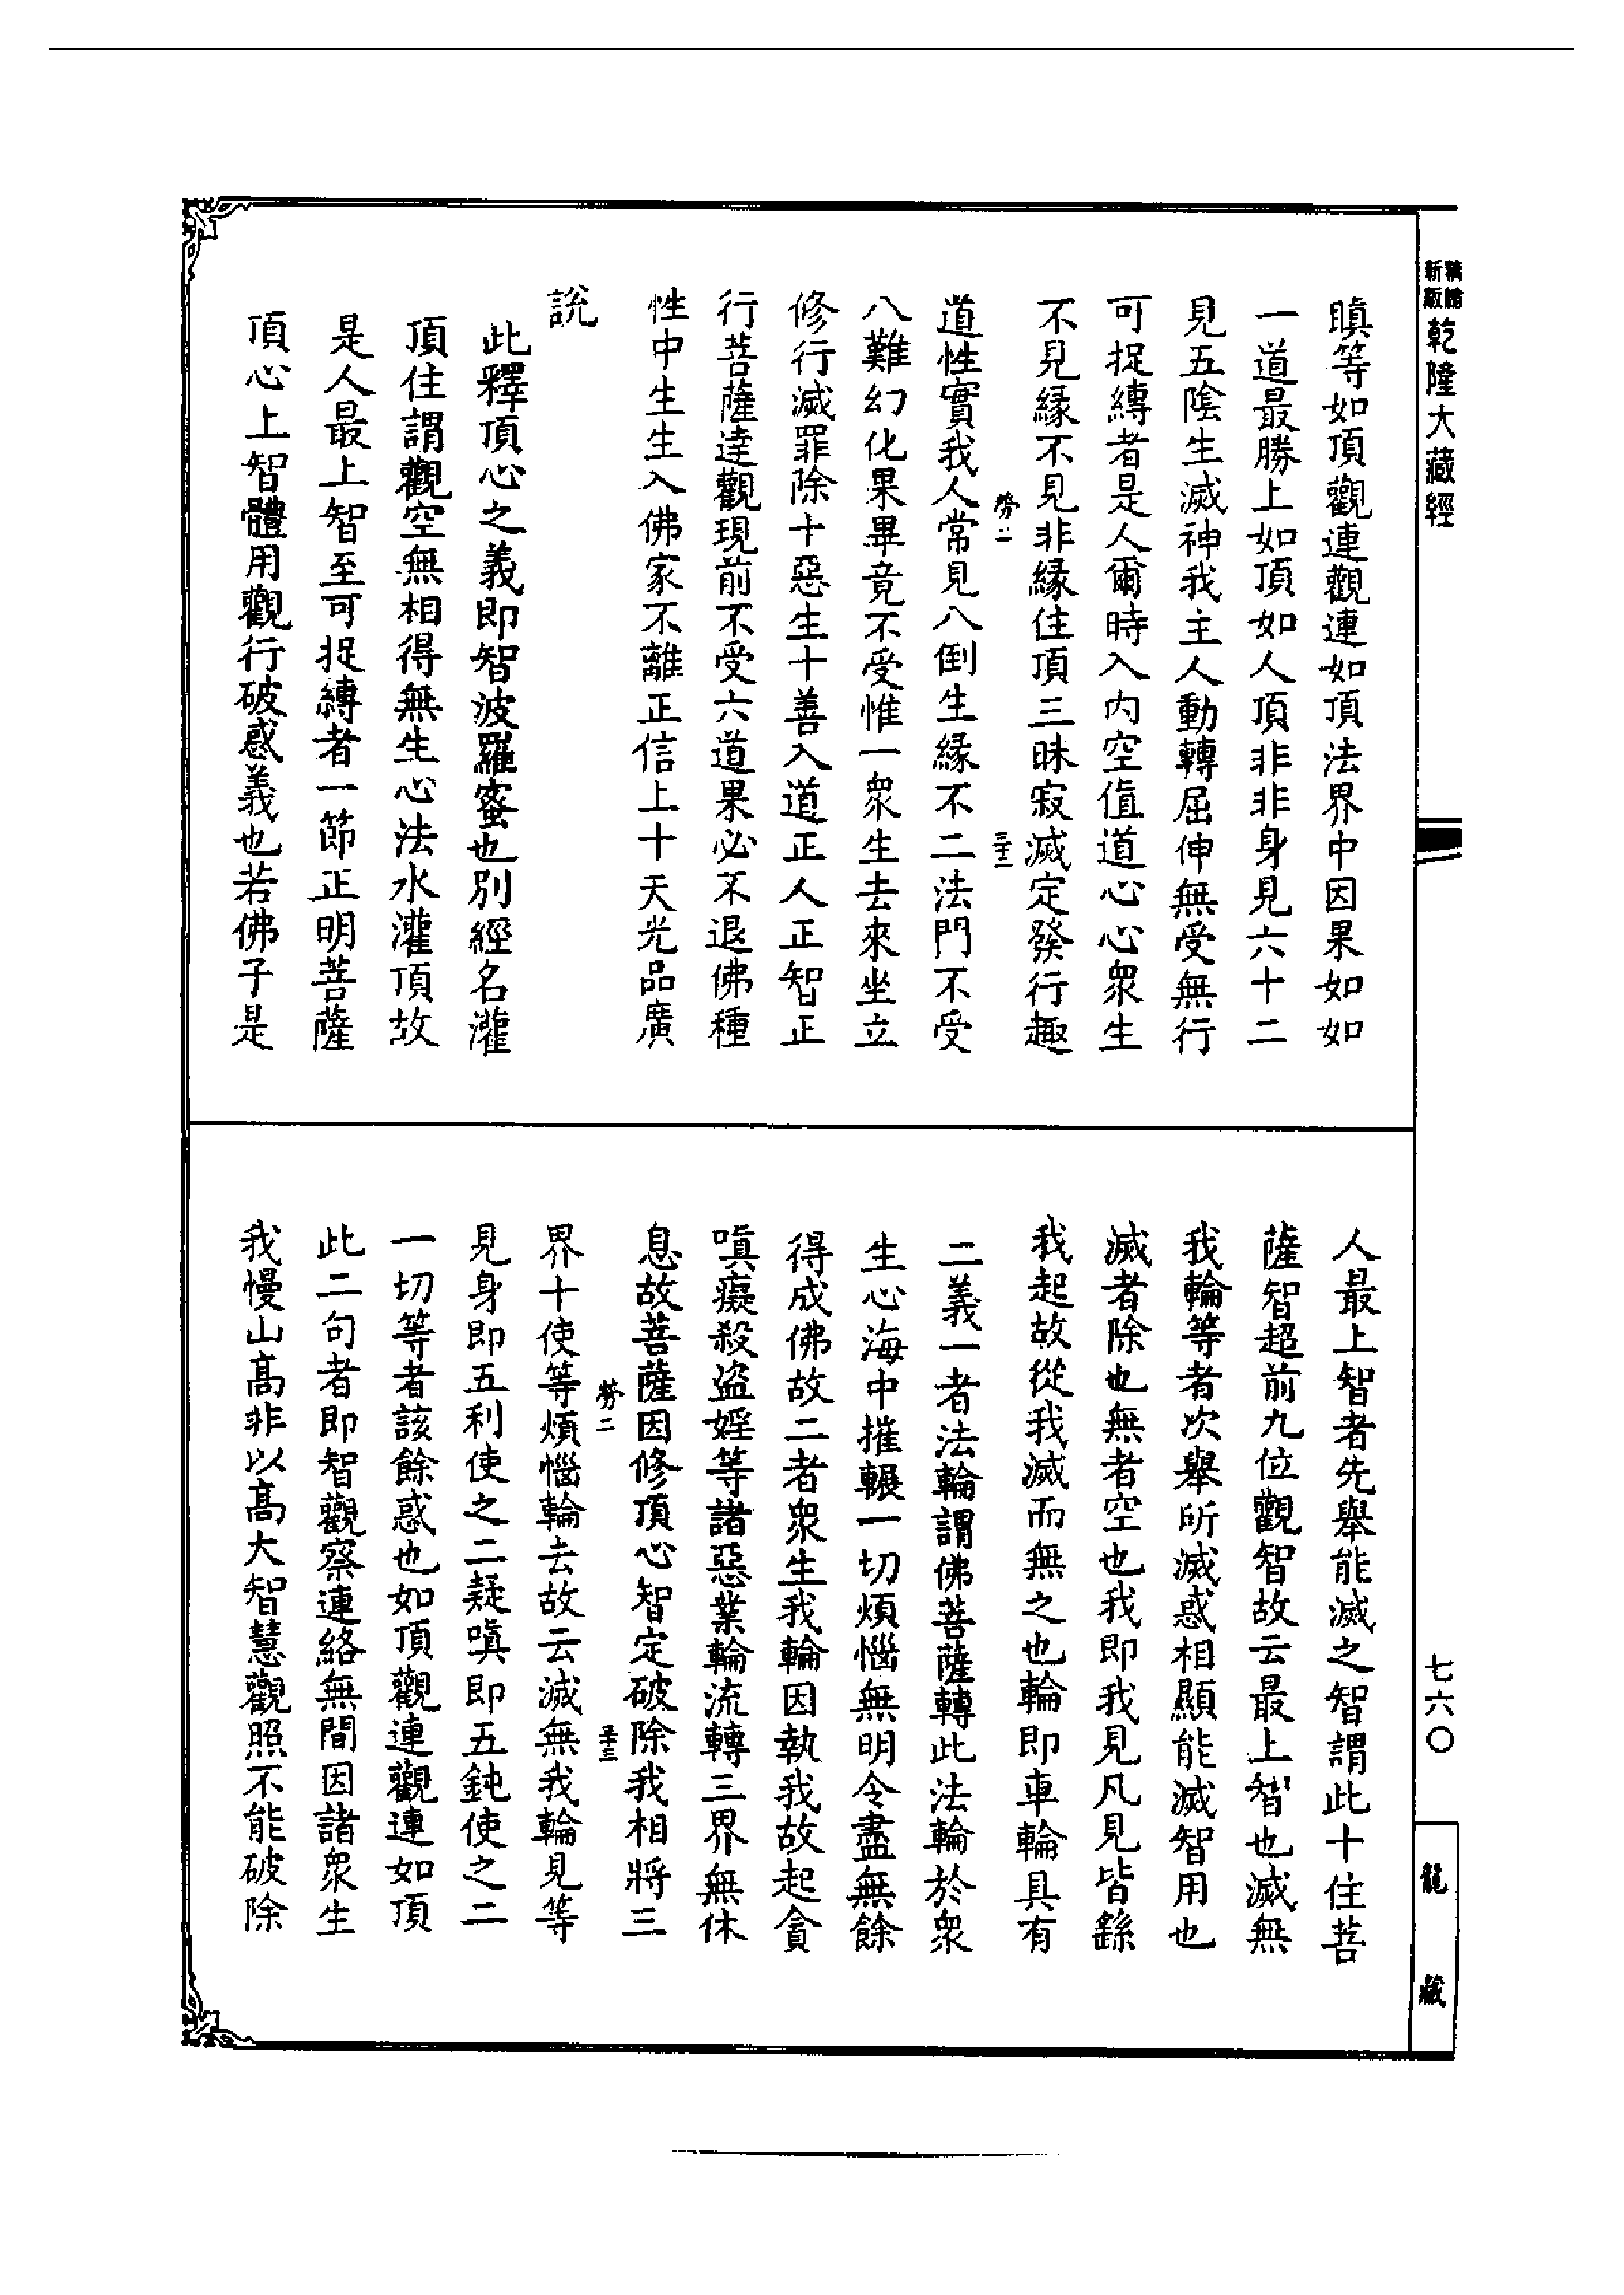 新版 精縮 乾隆大藏經
瞋等如頂觀連觀連如頂法界中因果如如
一道最勝上如頂如人頂非非身見六十二
見五陰生滅神我主人動轉屈伸無受無行
可捉縛者是人爾時入内空值道心心衆生
不見縁不見非縁住頂三昧寂滅定發行趣
勞二 三十二
道性實我人常見八倒生縁不二法門不受
八難幻化果畢竟不受惟一衆生去來坐立
修行滅罪除十惡生十善入道正人正智正
行菩薩達觀現前不受六道果必不退佛種
性中生生入佛家不離正信上十天光品廣
説
此釋頂心之義即智波羅蜜也別經名灌
頂住謂觀空無相得無生心法水灌頂故
是人最上智至可捉縛者一節正明菩薩
頂心上智體用觀行破惑義也若佛子是
人最上智者先舉能滅之智謂此十住菩
薩智超前九位觀智故云最上智也滅無
我輪等者次舉所滅惑相顯能滅智用也
滅者除也無者空也我即我見凡見皆繇
我起故從我滅而無之也輪即車輪具有
二義一者法輪謂佛菩薩轉此法輪於衆
生心海中摧輾一切煩惱無明令盡無餘
得成佛故二者衆生我輪因執我故起貪
嗔癡殺盜婬等諸惡業輪流轉三界無休
息故菩薩因修頂心智定破除我相將三
勞二 三十三
界十使等煩惱輪去故云滅無我輪見等
見身即五利使之二疑嗔即五鈍使之二
一切等者該餘惑也如頂觀連觀連如頂
此二句者即智觀察連絡無間因諸衆生
我慢山高非以高大智慧觀照不能破除
七六〇
龍藏